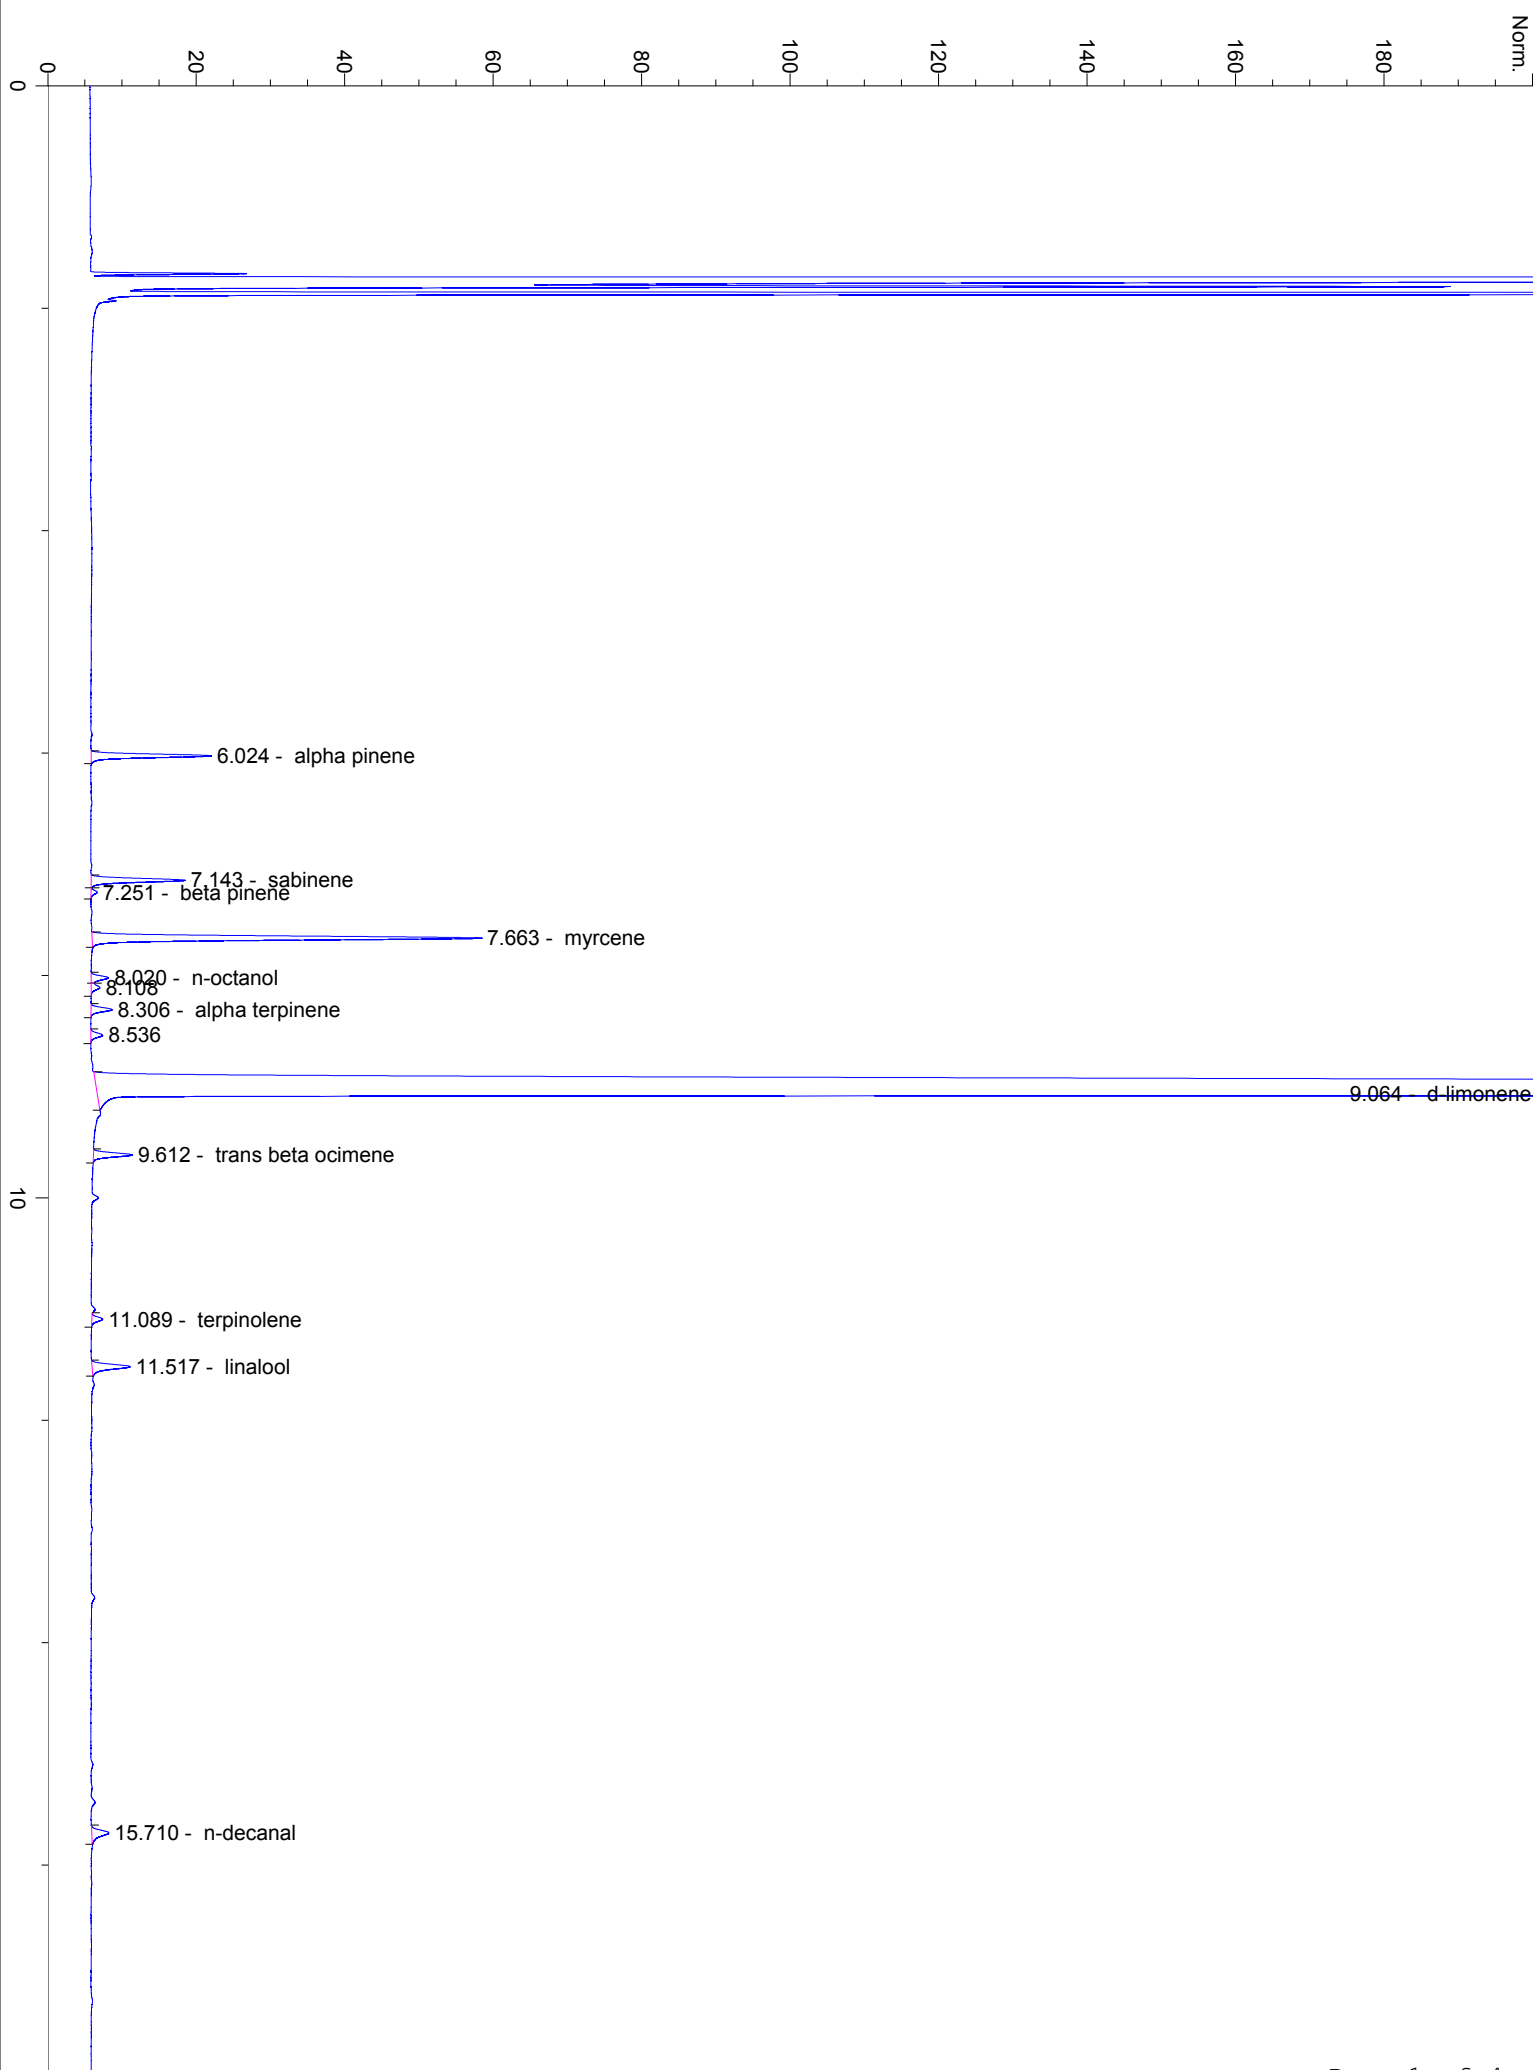 Norm.
0
20
40
60
80
100
120
140
160
180
0
6.024 - alpha pinene
7.143 - sabinene
7.251 - beta pinene
7.663 - myrcene
8.020 - n-octanol
8.108
8.306 - alpha terpinene
8.536
9.064 - d-limonene
9.612 - trans beta ocimene
10
11.089 - terpinolene
11.517 - linalool
15.710 - n-decanal